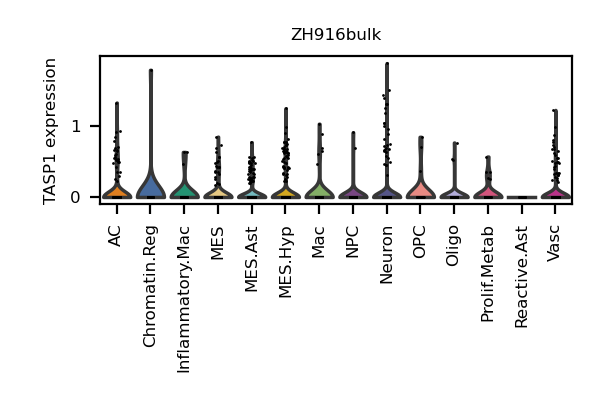 ZH916bulk
TASP1 expression
1
0
AC
Chromatin.Reg
Inflammatory.Mac
MES
MES.Ast
MES.Hyp
Mac
NPC
Neuron
OPC
Oligo
Prolif.Metab
Reactive.Ast
Vasc